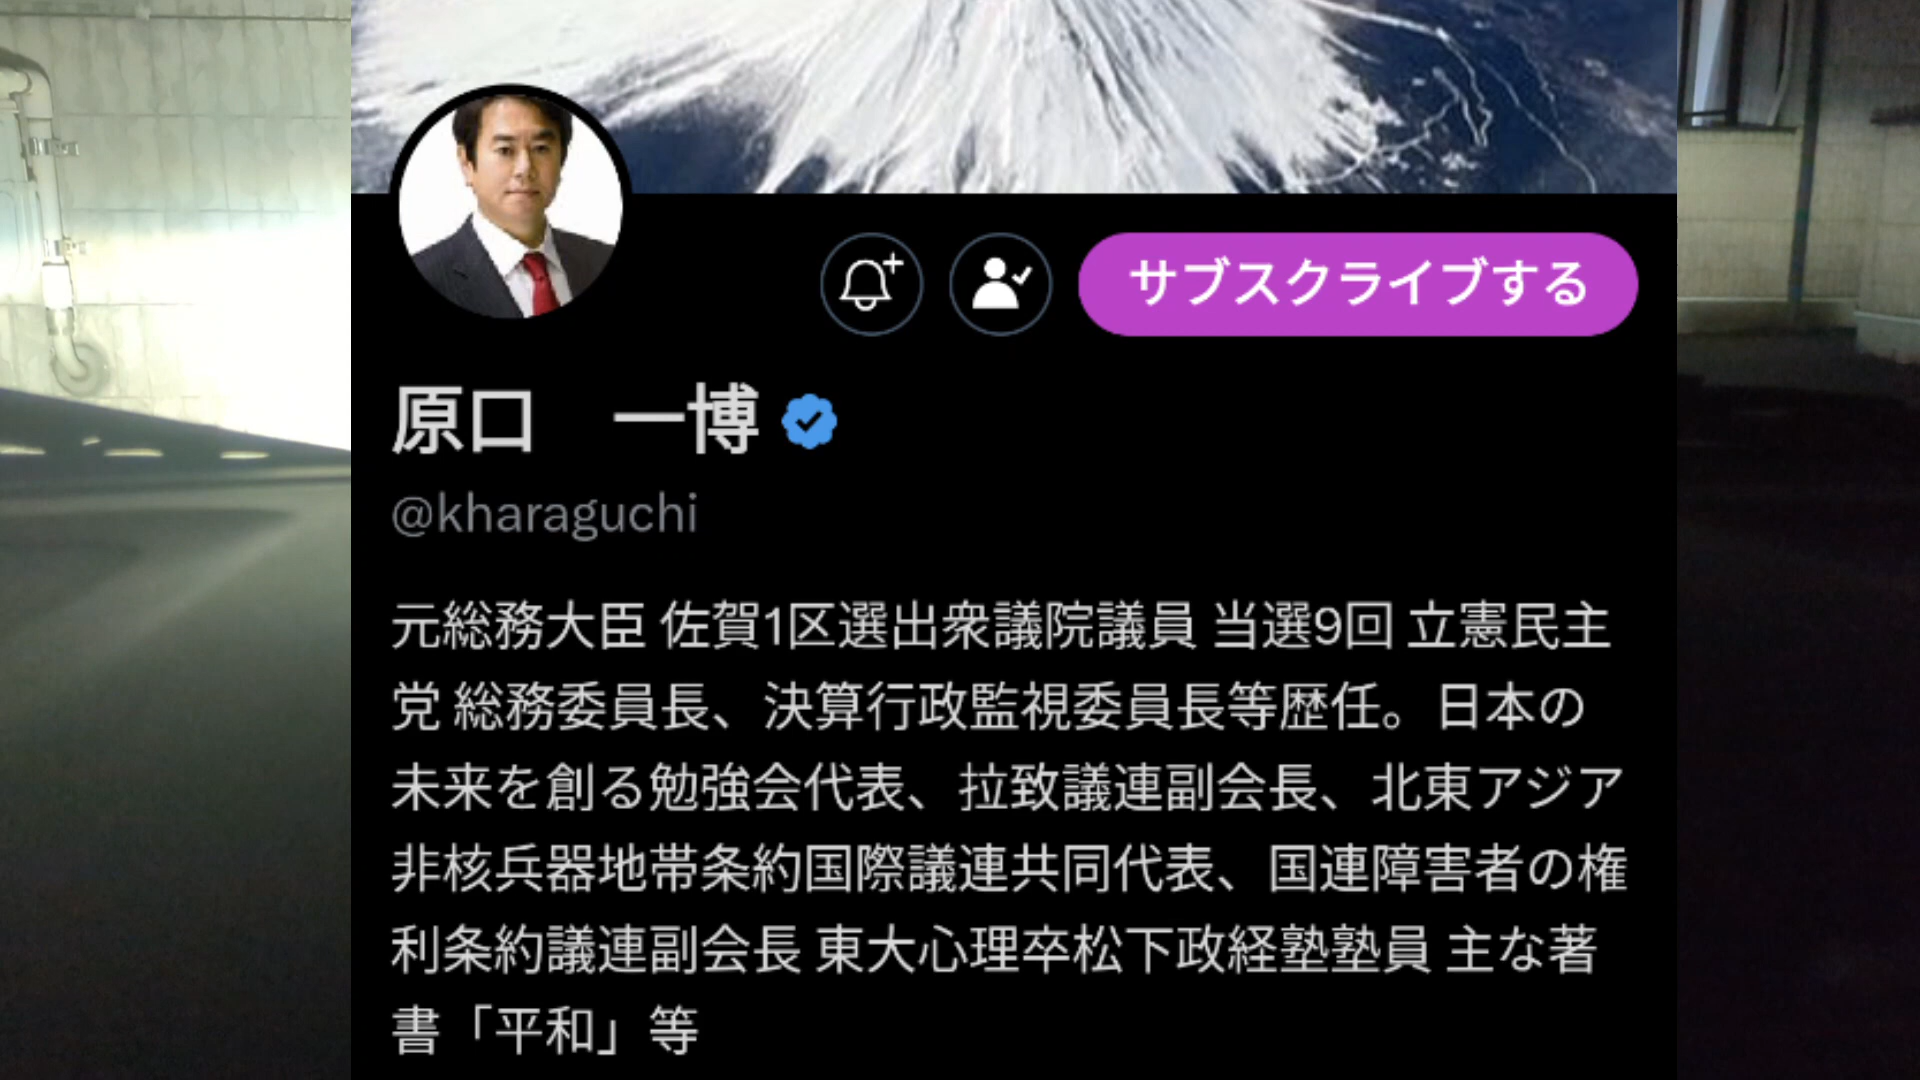 サブスクライブする
原口　一博
@kharaguchi
元総務大臣 佐賀1区選出衆議院議員 当選9回 立憲民主
党 総務委員長、決算行政監視委員長等歴任。日本の
未来を創る勉強会代表、拉致議連副会長、北東アジア
非核兵器地帯条約国際議連共同代表、国連障害者の権
利条約議連副会長 東大心理卒松下政経塾塾員 主な著
書「平和」等